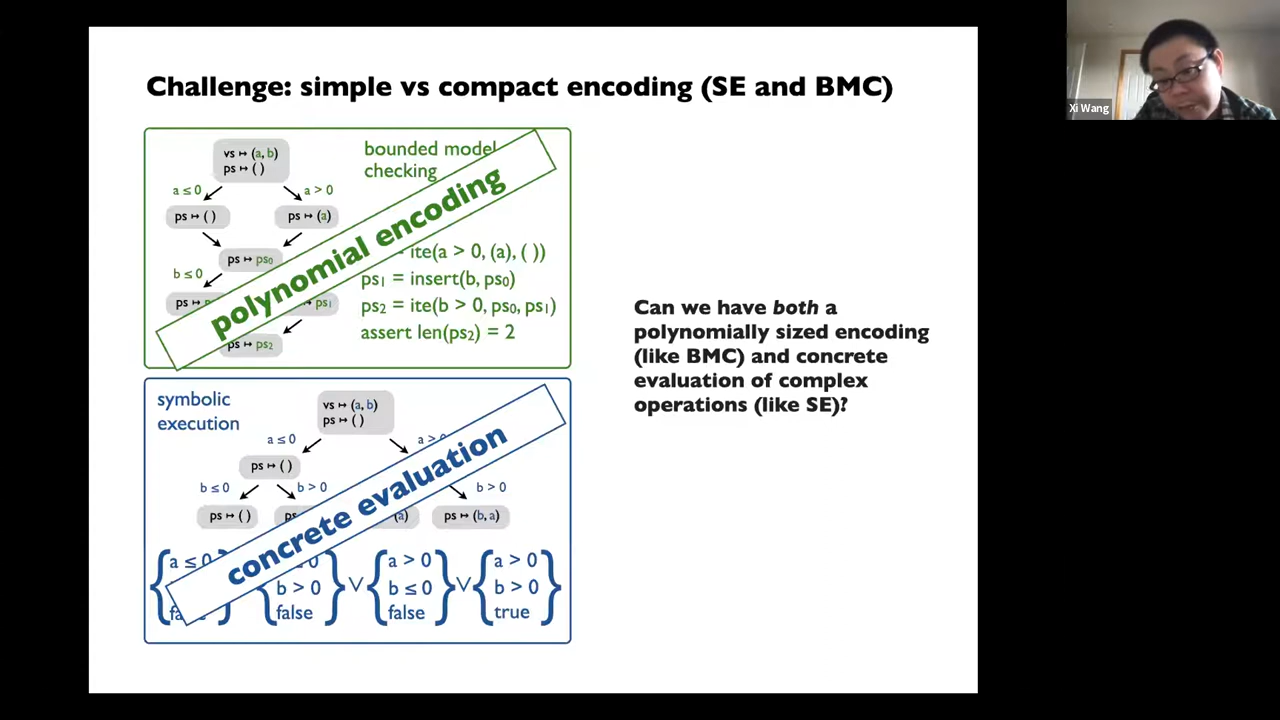 Challenge: simple vs compact encoding (SE and BMC)
Xi Wang
vs ↦ (a, b)
ps ↦ ( )
bounded model
checking
a ≤ 0
a > 0
ps ↦ ( )
ps ↦ (a)
ps ↦ ps₀
b ≤ 0
ps ↦
ps₁
ps ↦ ps₂
polynomial encoding
= ite(a > 0, (a), ( ))
ps₁ = insert(b, ps₀)
ps₂ = ite(b > 0, ps₀, ps₁)
assert len(ps₂) = 2
symbolic
execution
vs ↦ (a, b)
ps ↦ ( )
a ≤ 0
ps ↦ ( )
b ≤ 0
b > 0
b > 0
ps ↦ ( )
(a)
ps ↦ (b, a)
concrete evaluation
{ a ≤ 0
} ∨ { a > 0 } ∨ { a > 0 }
b > 0
b ≤ 0
b > 0
false
false
true
Can we have both a
polynomially sized encoding
(like BMC) and concrete
evaluation of complex
operations (like SE)?